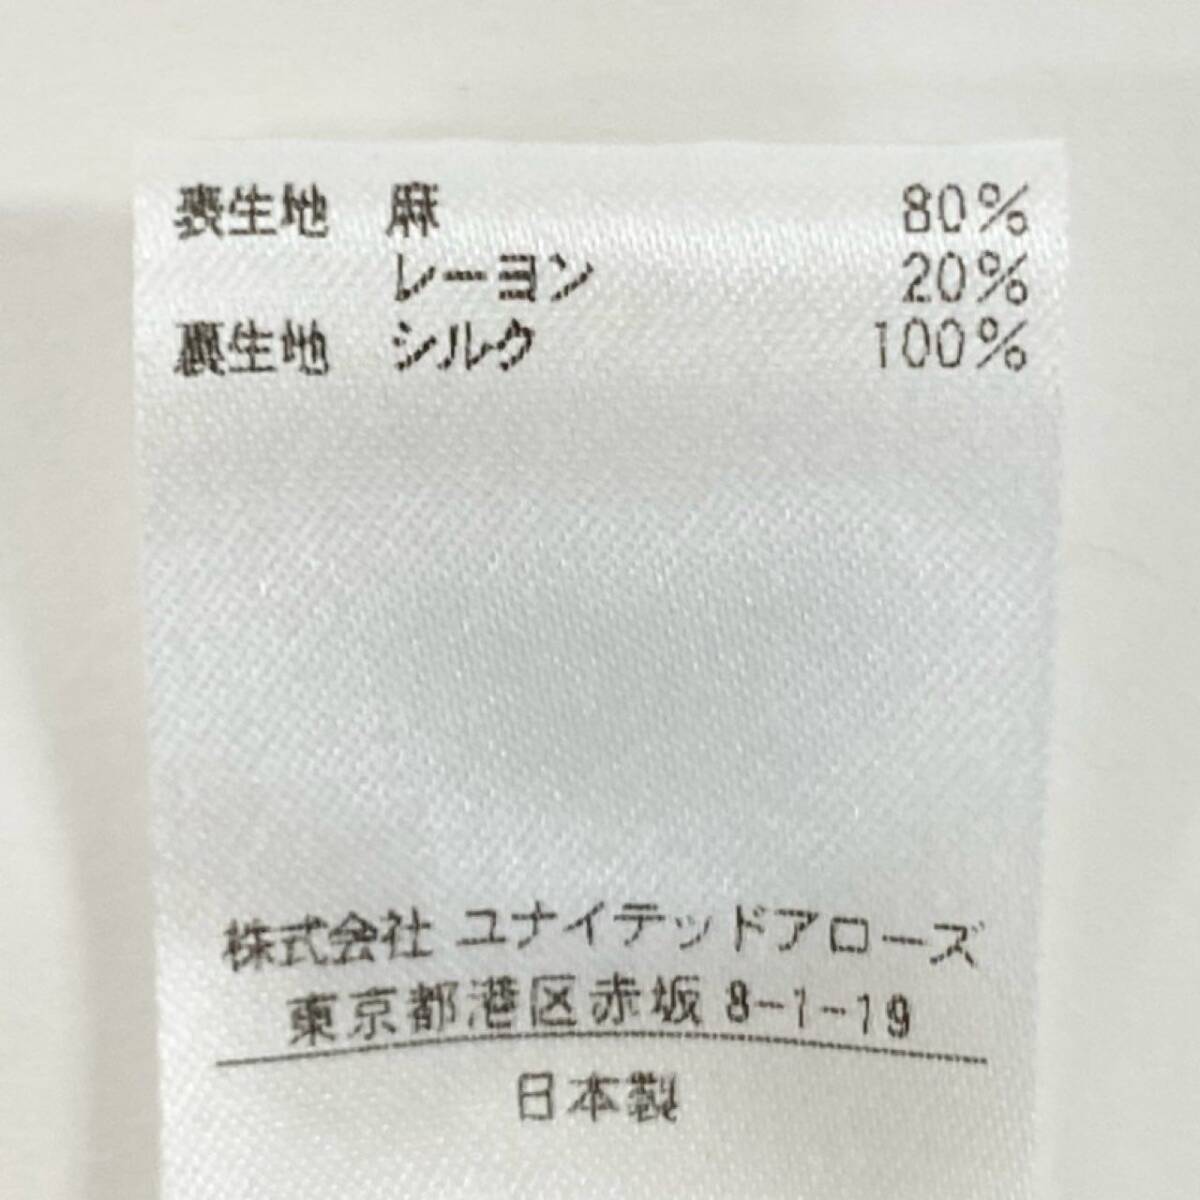 表生地 麻 80%
レーヨン 20%
裏生地 シルク 100%
株式会社 ユナイテッドアローズ
東京都港区赤坂 8-1-19
日本製